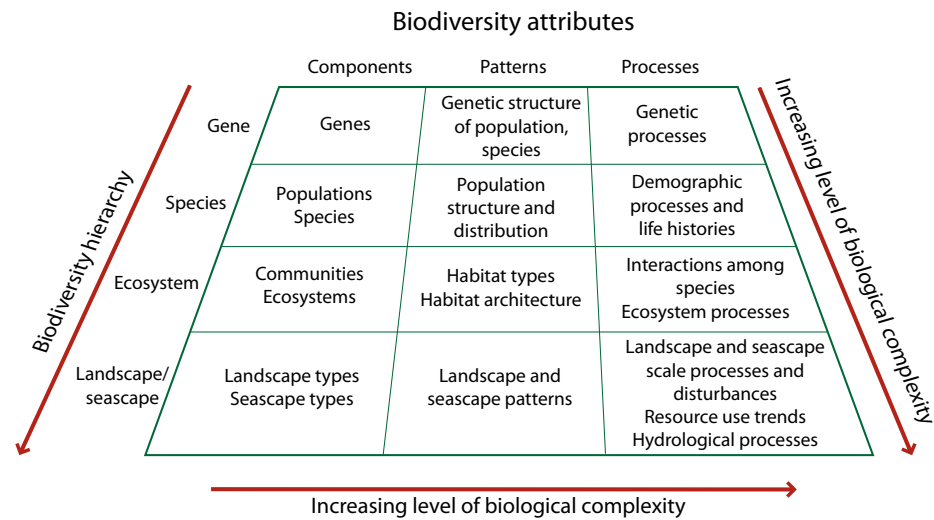 Biodiversity attributes
Components
Patterns
Processes
Gene
Genes
Genetic structure
of population,
species
Genetic
processes
Species
Populations
Species
Population
structure and
distribution
Demographic
processes and
life histories
Ecosystem
Communities
Ecosystems
Habitat types
Habitat architecture
Interactions among
species
Ecosystem processes
Landscape/
seascape
Landscape types
Seascape types
Landscape and
seascape patterns
Landscape and seascape
scale processes and
disturbances
Resource use trends
Hydrological processes
Biodiversity hierarchy
Increasing level of biological complexity
Increasing level of biological complexity